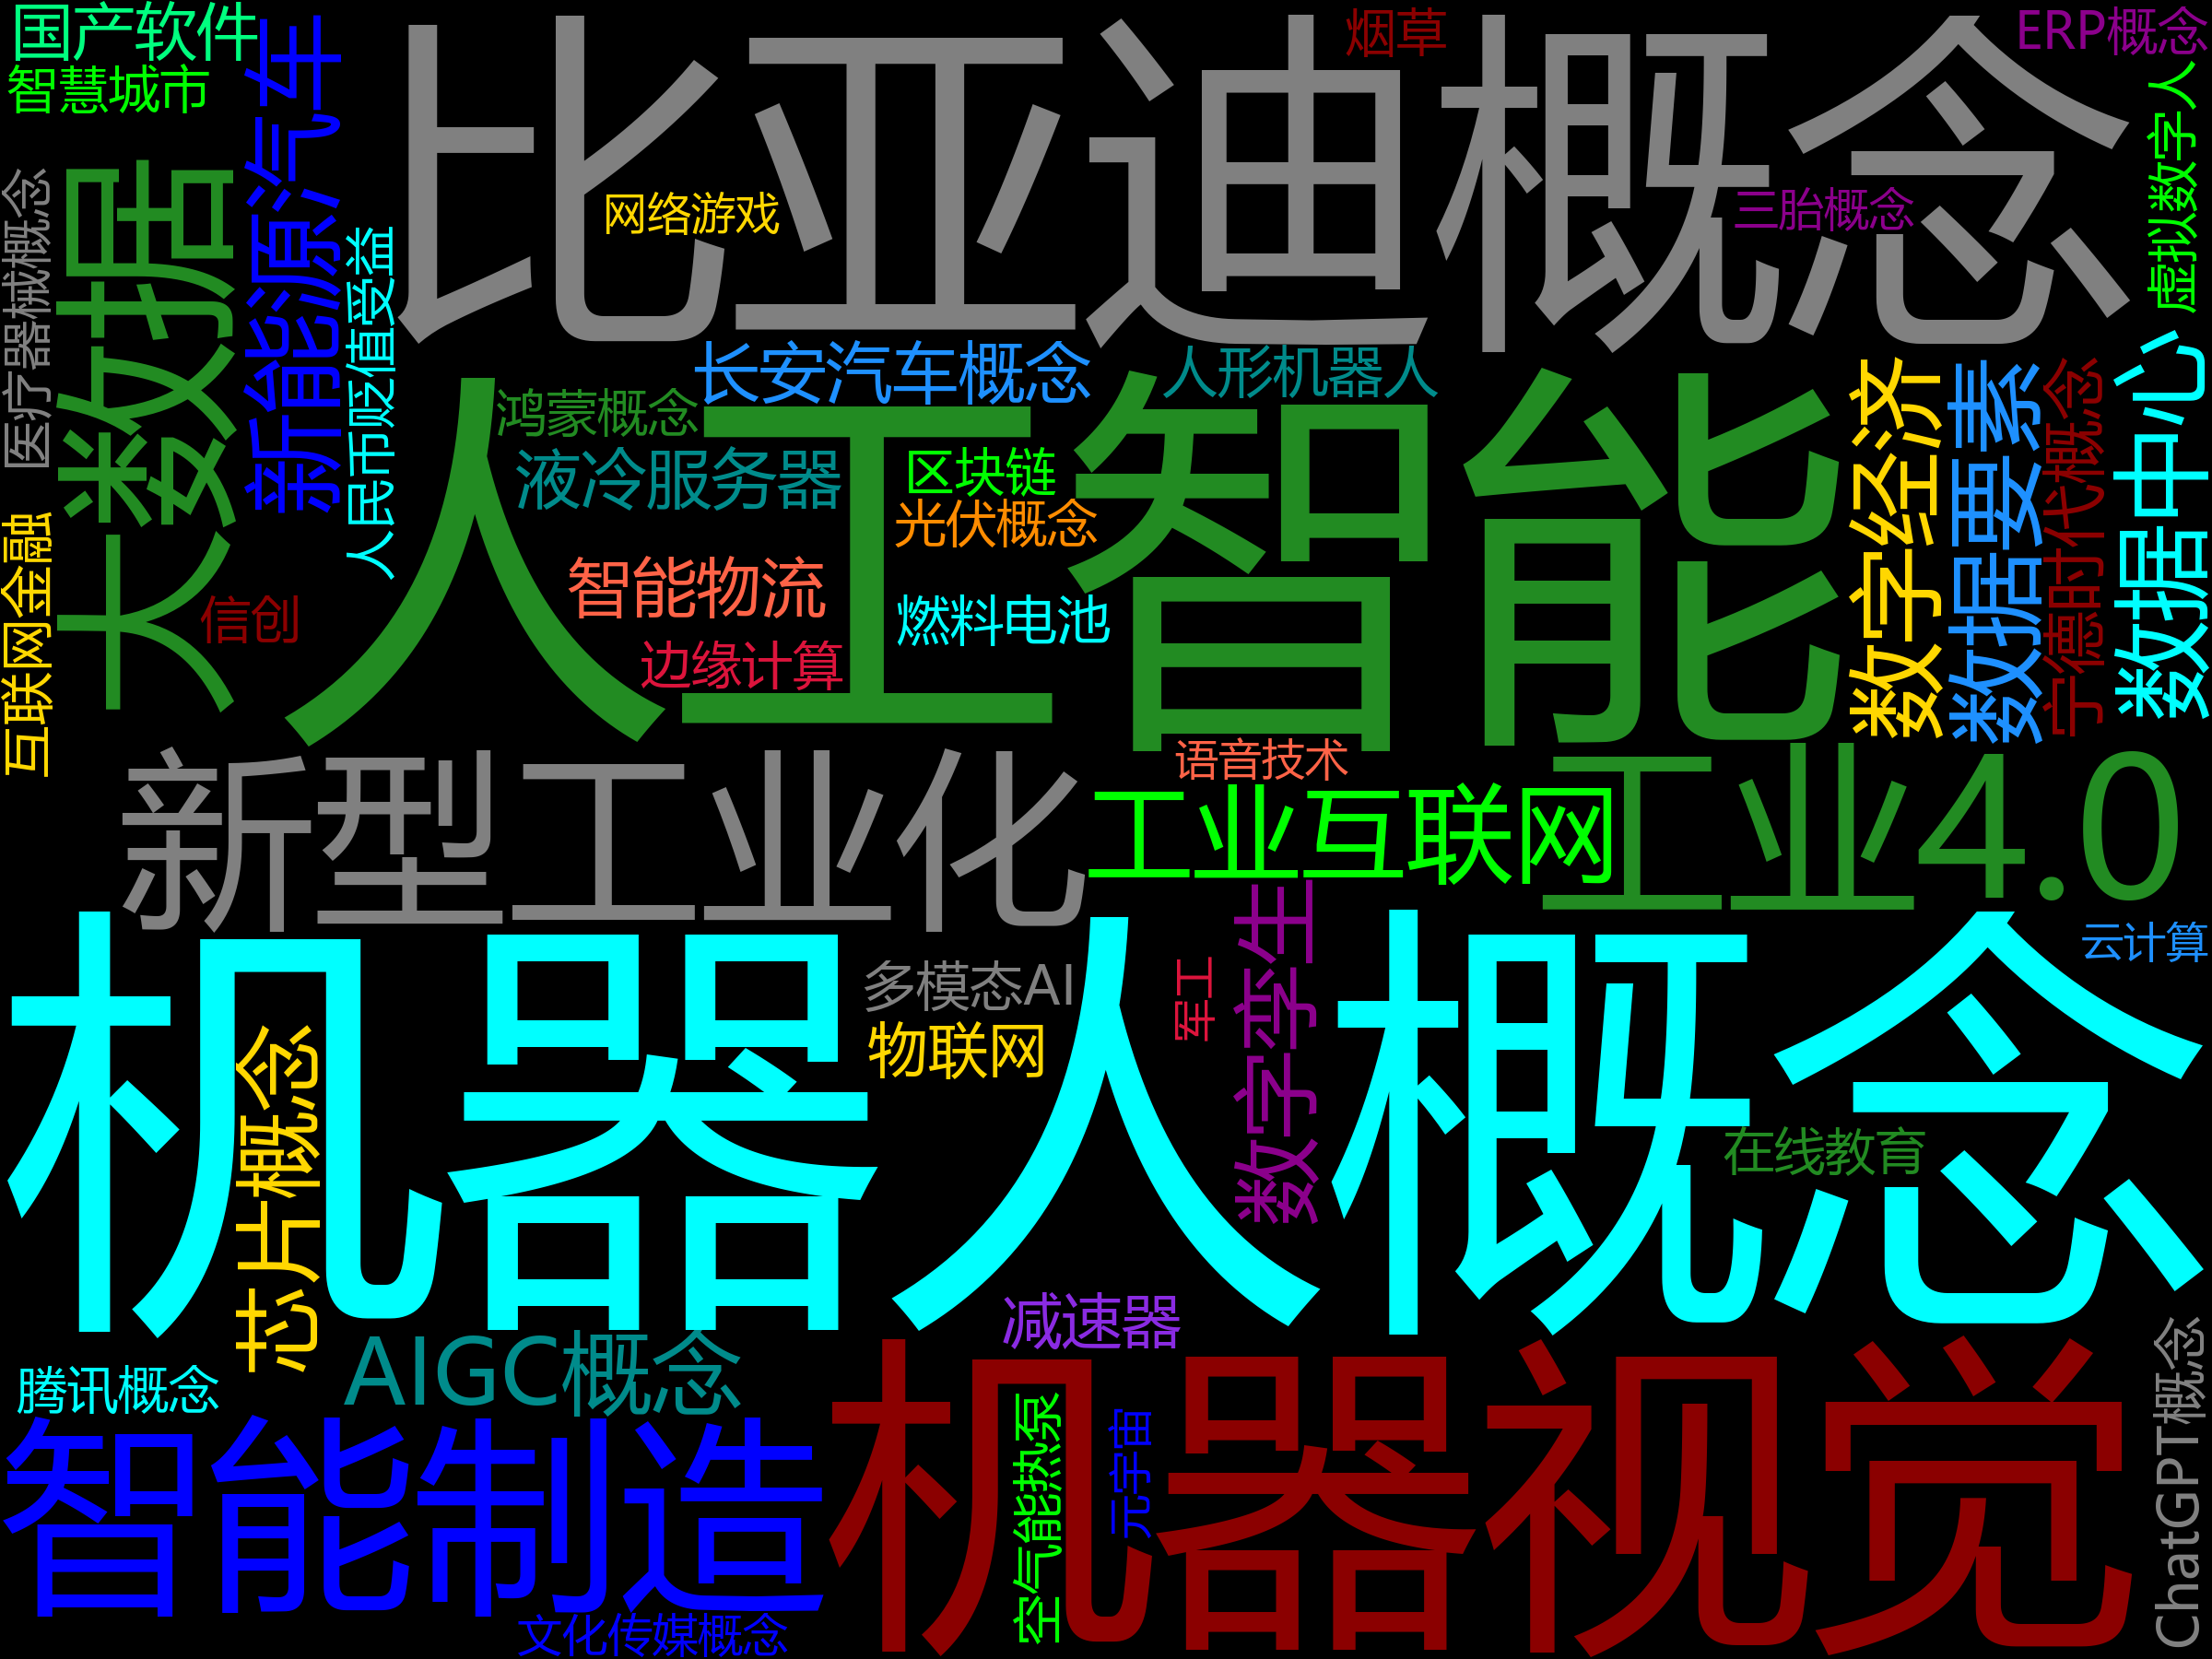 国产软件
智慧城市
比亚迪概念
烟草
ERP概念
虚拟数字人
三胎概念
网络游戏
新能源汽车
大数据
医疗器械概念
人民币贬值受益
长安汽车概念
人形机器人
鸿蒙概念
人工智能
液冷服务器
区块链
光伏概念
智能物流
燃料电池
边缘计算
信创
互联网金融
数字经济
数据要素
宁德时代概念
数据中心
语音技术
新型工业化
工业互联网
工业4.0
云计算
机器人概念
多模态AI
物联网
军工
数字孪生
在线教育
芯片概念
减速器
AIGC概念
腾讯概念
智能制造
机器视觉
空气能热泵
元宇宙
ChatGPT概念
文化传媒概念